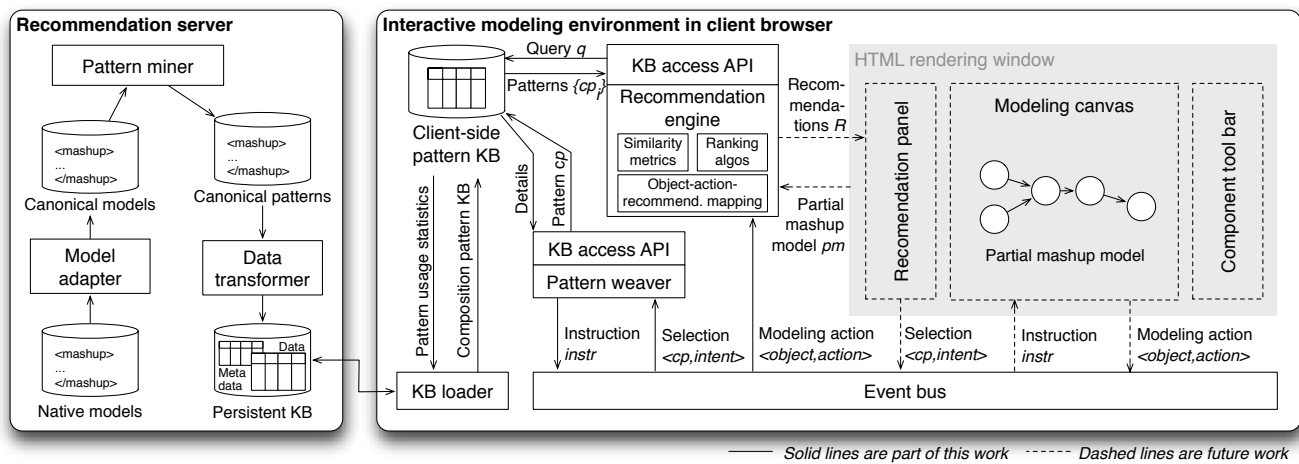 Recommendation server
Pattern miner
<mashup>
...
</mashup>
Canonical models
<mashup>
...
</mashup>
Canonical patterns
Model
adapter
Data
transformer
<mashup>
...
</mashup>
Native models
Data
Meta
data
Persistent KB
Interactive modeling environment in client browser
Client-side
pattern KB
Query q
Patterns {cp_i}
KB access API
Recommendation
engine
Similarity
metrics
Ranking
algos
Object-action-
recommend. mapping
Recom-
menda-
tions R
Partial
mashup
model pm
HTML rendering window
Recomendation panel
Modeling canvas
Partial mashup model
Component tool bar
Details
Pattern cp
Pattern usage statistics
Composition pattern KB
KB access API
Pattern weaver
Instruction
instr
Selection
<cp,intent>
Modeling action
<object,action>
Selection
<cp,intent>
Instruction
instr
Modeling action
<object,action>
KB loader
Event bus
Solid lines are part of this work
Dashed lines are future work